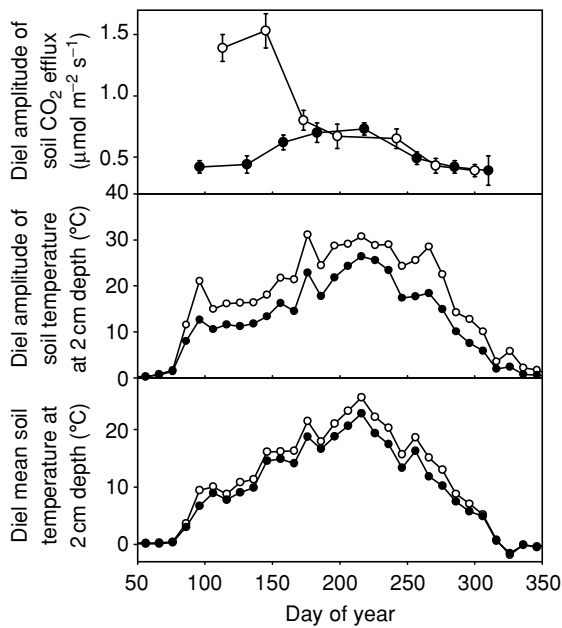 Diel amplitude of
soil CO₂ efflux
(μmol m⁻² s⁻¹)
1.5
1.0
0.5
40
Diel amplitude of
soil temperature
at 2 cm depth (°C)
30
20
10
0
Diel mean soil
temperature at
2 cm depth (°C)
20
10
0
50 100 150 200 250 300 350
Day of year